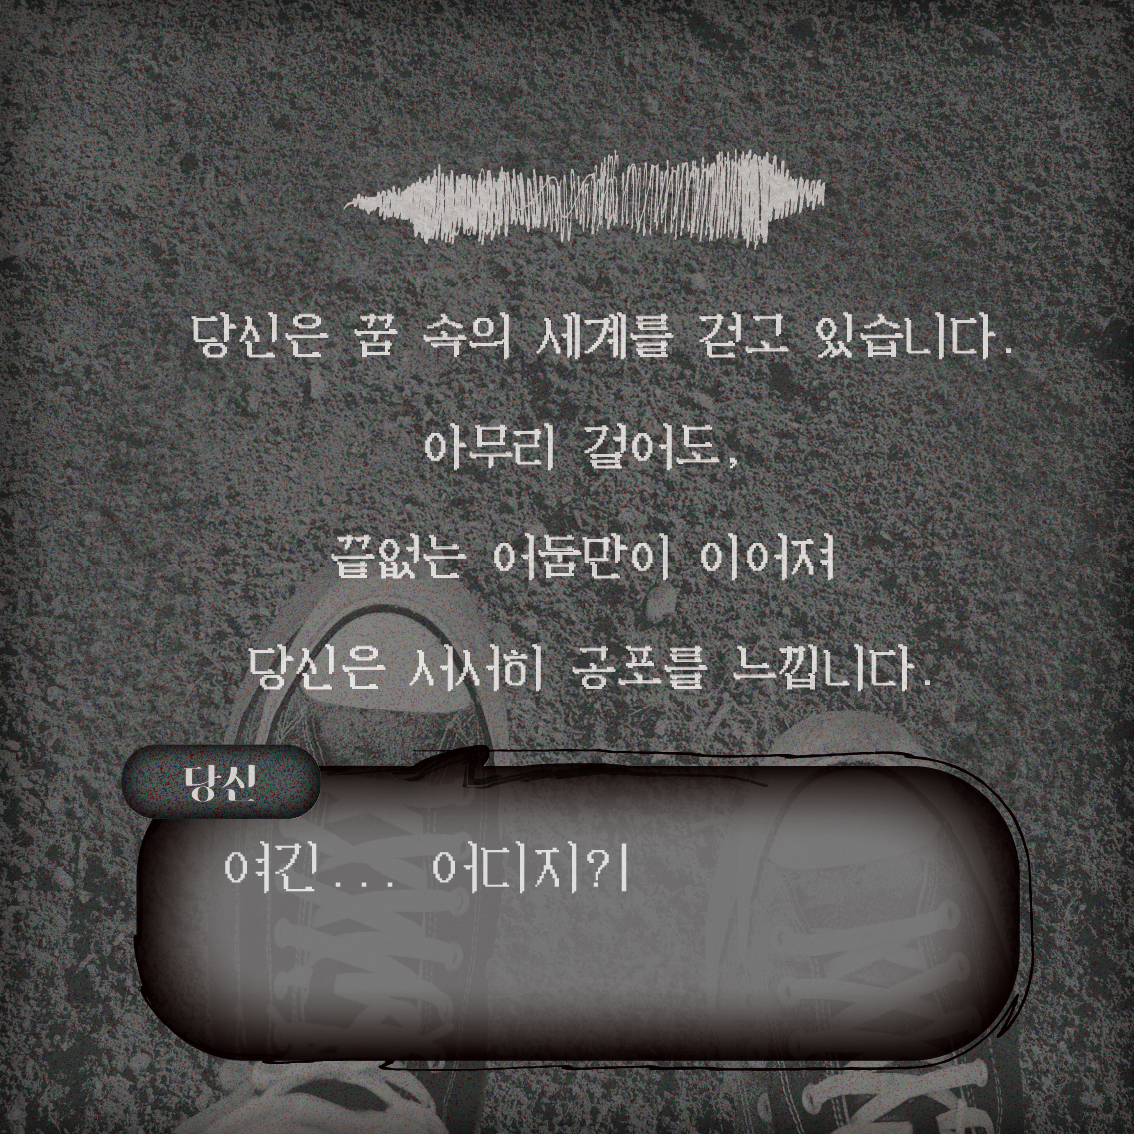 당신은 꿈 속의 세계를 걷고 있습니다.
아무리 걸어도,
끝없는 어둠만이 이어져
당신은 서서히 공포를 느낍니다.
당신
여긴... 어디지?|